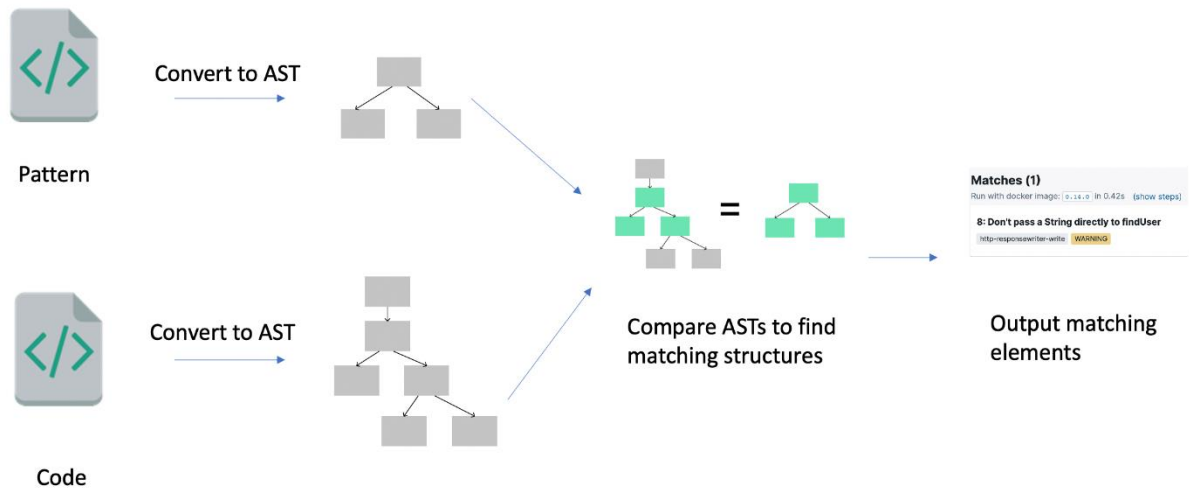 Convert to AST
Pattern
Matches (1)
Run with docker image: 0.14.0 in 0.42s (show steps)
=
8: Don't pass a String directly to findUser
http-responsewriter-write WARNING
Convert to AST
Compare ASTs to find
matching structures
Output matching
elements
Code